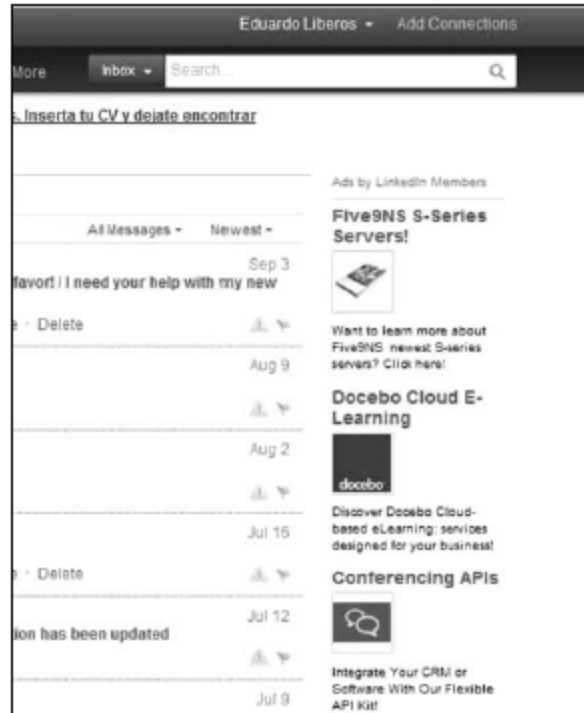 Eduardo Liberos Add Connections
More Inbox Search...
s. Inserta tu CV y dejate encontrar
Ads by LinkedIn Members
All Messages Newest
Sep 3
favor! / I need your help with my new
Delete
Aug 9
Aug 2
Jul 16
Delete
Jul 12
tion has been updated
Jul 9
Five9NS S-Series
Servers!
Want to learn more about
Five9NS newest S-series
servers? Click here!
Docebo Cloud E-
Learning
docebo
Discover Docebo Cloud-
based eLearning: services
designed for your business!
Conferencing APIs
Integrate Your CRM or
Software With Our Flexible
API Kit!